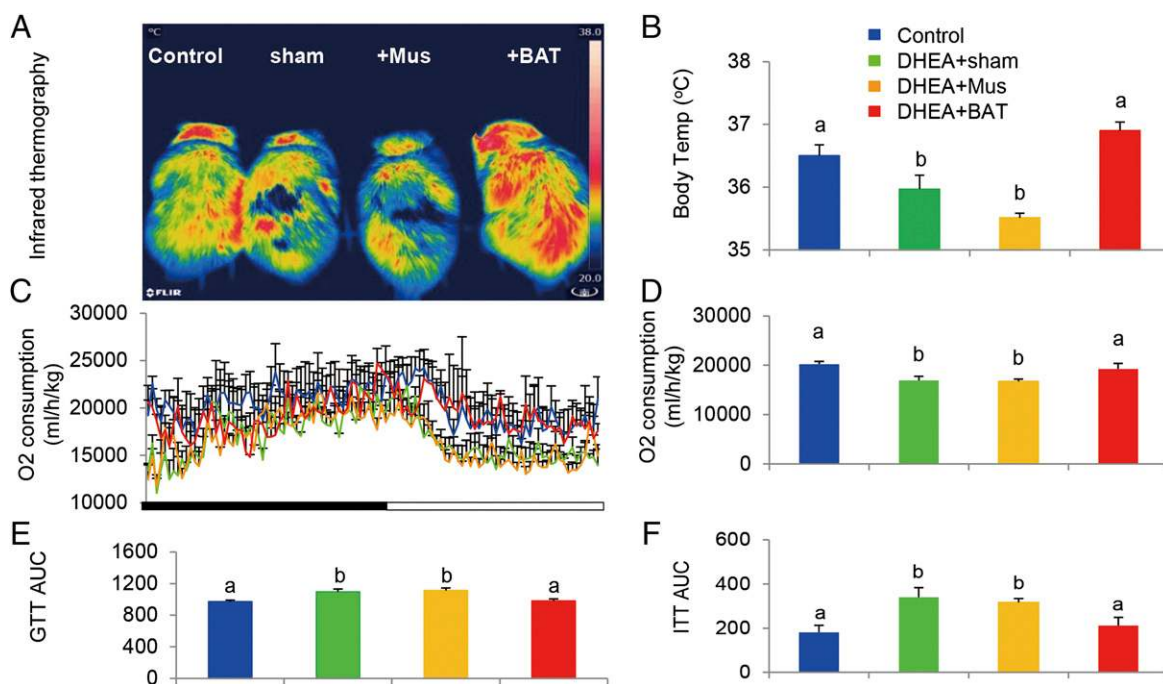 A
Infrared thermography
°C
38.0
Control sham +Mus +BAT
FLIR
20.0
B
Control
DHEA+sham
DHEA+Mus
DHEA+BAT
Body Temp (ºC)
38
37
36
35
a
b
b
a
C
O2 consumption
(ml/h/kg)
30000
25000
20000
15000
10000
D
O2 consumption
(ml/h/kg)
30000
20000
10000
0
a
b
b
a
E
GTT AUC
1600
1200
800
400
0
a
b
b
a
F
ITT AUC
600
400
200
0
a
b
b
a